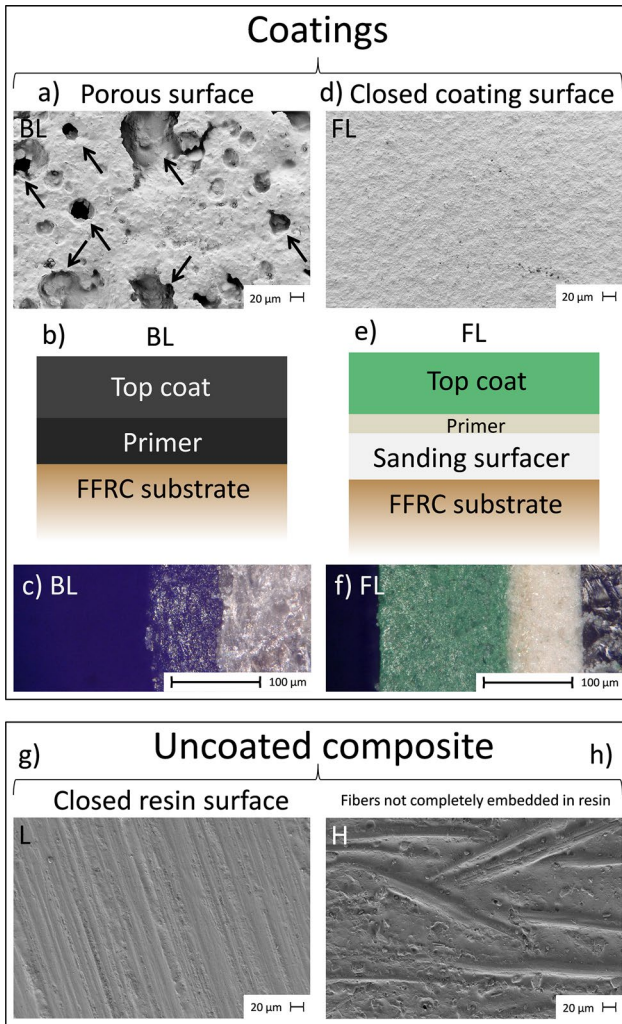 Coatings
a) Porous surface
BL
20 µm
d) Closed coating surface
FL
20 µm
b) BL
Top coat
Primer
FFRC substrate
e) FL
Top coat
Primer
Sanding surfacer
FFRC substrate
c) BL
100 µm
f) FL
100 µm
Uncoated composite
g)
Closed resin surface
L
20 µm
h)
Fibers not completely embedded in resin
H
20 µm